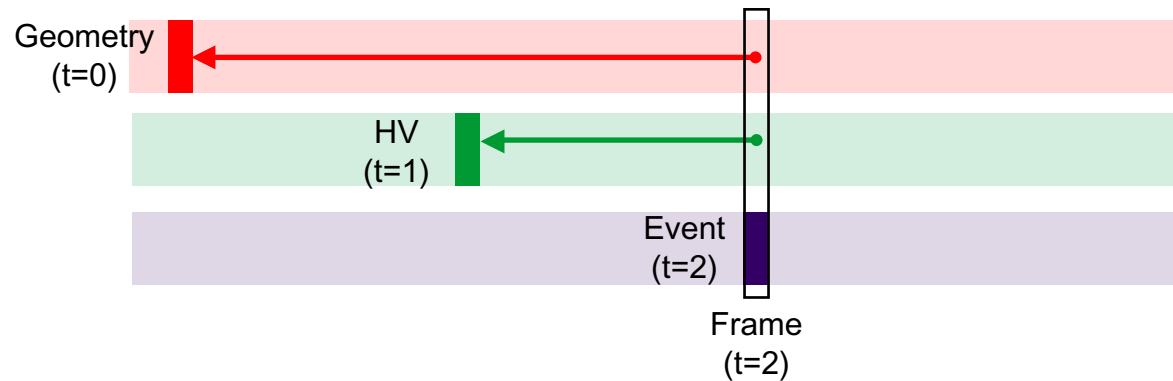 Geometry
(t=0)
HV
(t=1)
Event
(t=2)
Frame
(t=2)